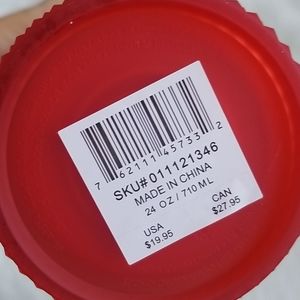 7 62111 45733 2
SKU#011121346
MADE IN CHINA
24 OZ / 710 ML
USA CAN
$19.95 $27.95